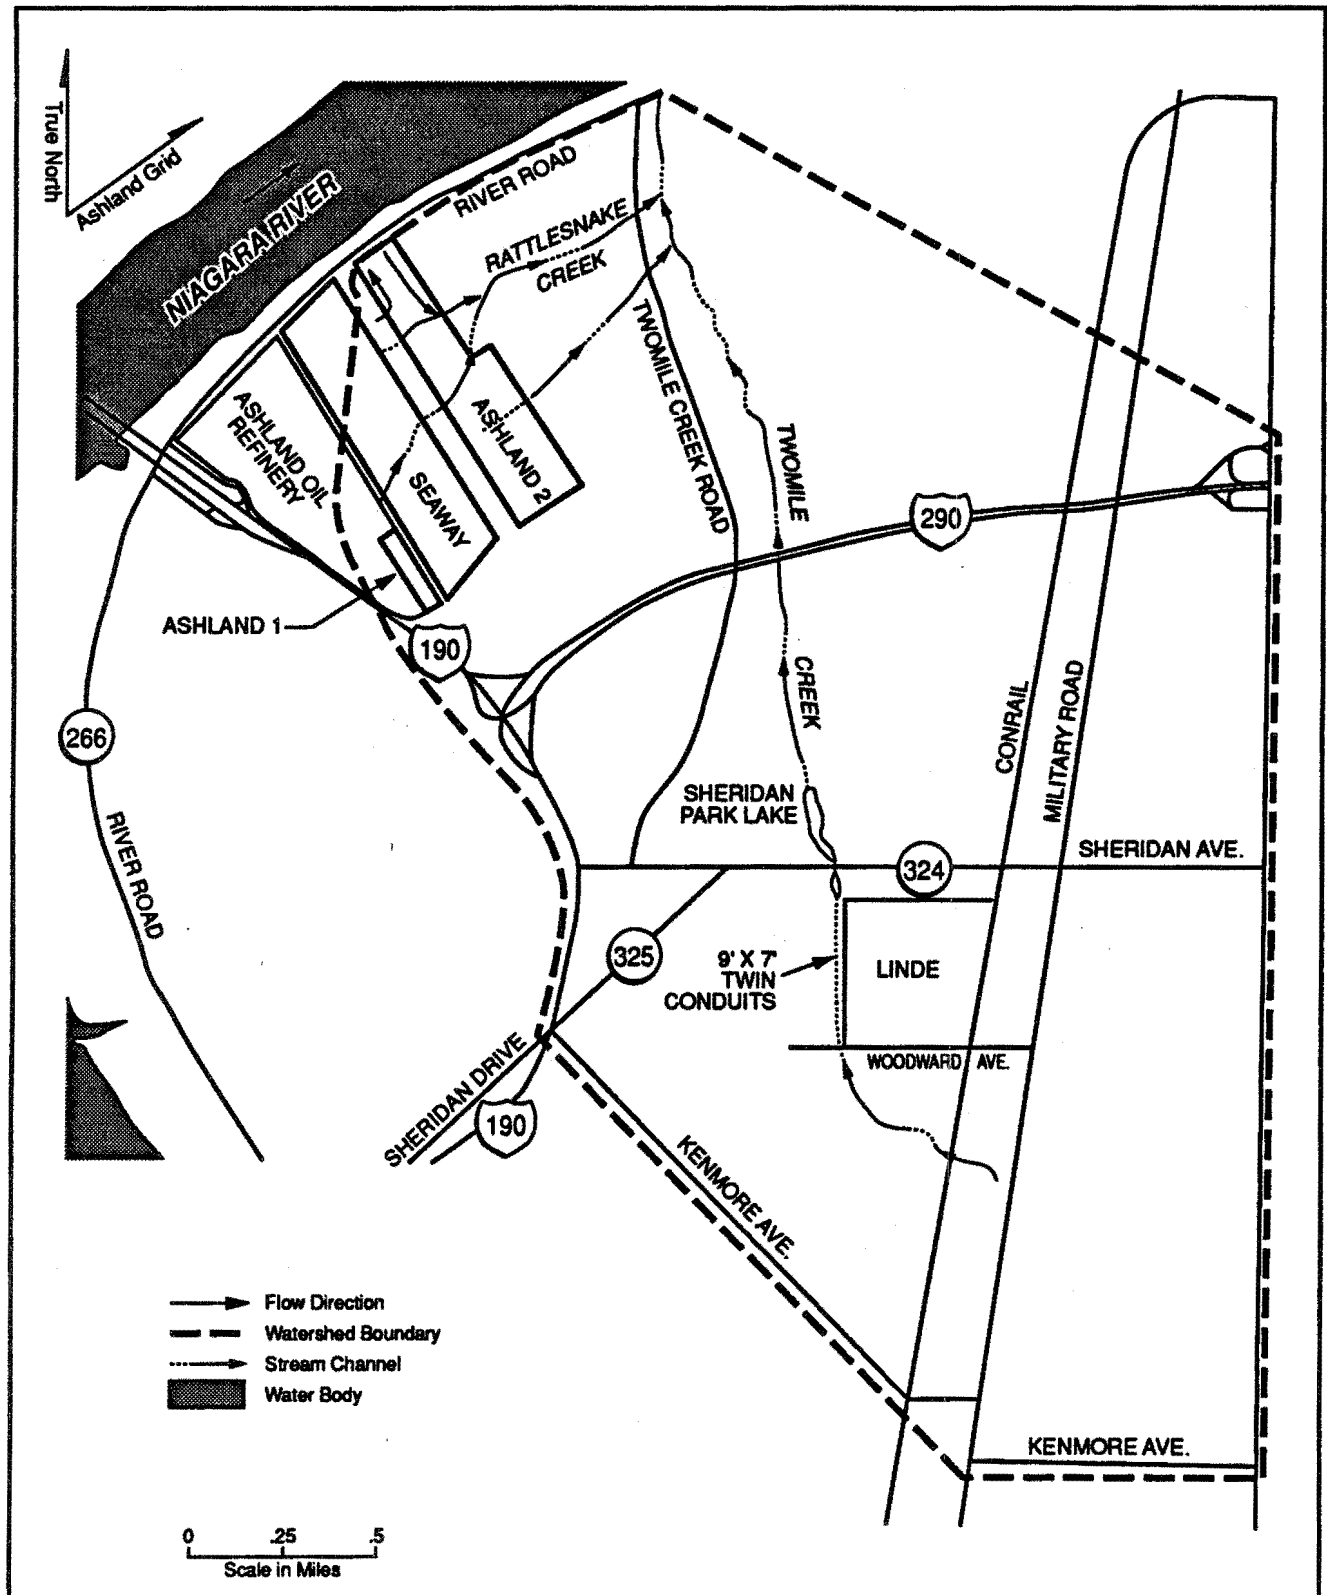 True North
Ashland Grid
NIAGARA RIVER
RIVER ROAD
RATTLESNAKE
CREEK
TWOMILE CREEK ROAD
ASHLAND OIL
REFINERY
SEAWAY
ASHLAND 2
ASHLAND 1
TWOMILE
CREEK
290
190
266
RIVER ROAD
CONRAIL
MILITARY ROAD
SHERIDAN
PARK LAKE
SHERIDAN AVE.
324
325
9' X 7'
TWIN
CONDUITS
LINDE
WOODWARD AVE.
SHERIDAN DRIVE
190
KENMORE AVE.
KENMORE AVE.
Flow Direction
Watershed Boundary
Stream Channel
Water Body
0 .25 .5
Scale in Miles